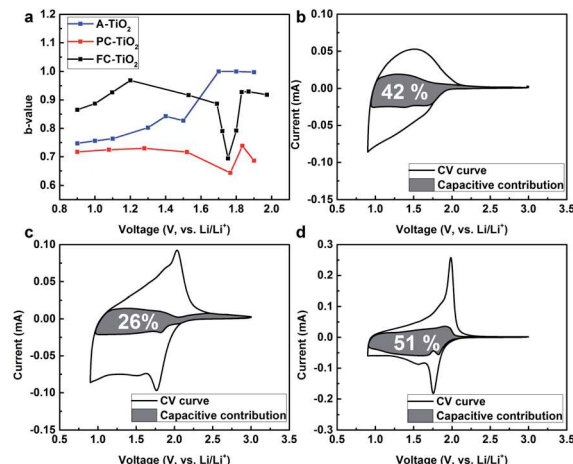 a
A-TiO2
PC-TiO2
FC-TiO2
b-value
1.2
1.1
1.0
0.9
0.8
0.7
0.6
0.8 1.0 1.2 1.4 1.6 1.8 2.0
Voltage (V, vs. Li/Li+)
b
Current (mA)
0.10
0.05
0.00
-0.05
-0.10
-0.15
42 %
CV curve
Capacitive contribution
0.5 1.0 1.5 2.0 2.5 3.0 3.5
Voltage (V, vs. Li/Li+)
c
Current (mA)
0.10
0.05
0.00
-0.05
-0.10
-0.15
26%
CV curve
Capacitive contribution
0.5 1.0 1.5 2.0 2.5 3.0 3.5
Voltage (V, vs. Li/Li+)
d
Current (mA)
0.3
0.2
0.1
0.0
-0.1
-0.2
-0.3
51 %
CV curve
Capacitive contribution
0.5 1.0 1.5 2.0 2.5 3.0 3.5
Voltage (V, vs. Li/Li+)